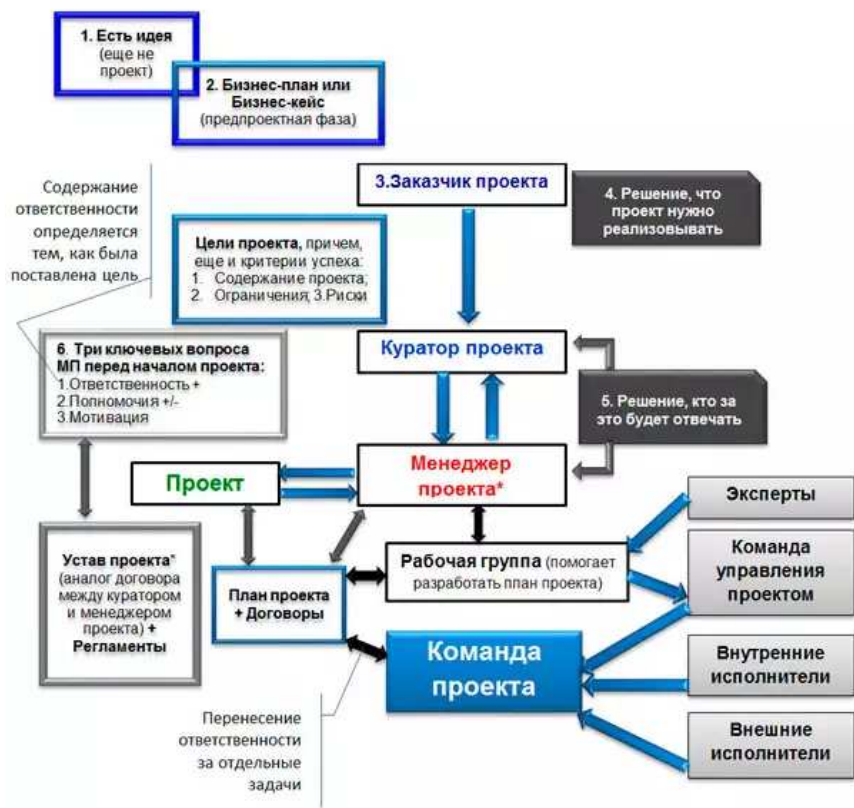 1. Есть идея
(еще не
проект)
2. Бизнес-план или
Бизнес-кейс
(предпроектная фаза)
Содержание
ответственности
определяется
тем, как была
поставлена цель
3.Заказчик проекта
4. Решение, что
проект нужно
реализовывать
Цели проекта, причем,
еще и критерии успеха:
1. Содержание проекта;
2. Ограничения; 3.Риски
6. Три ключевых вопроса
МП перед началом проекта:
1.Ответственность +
2.Полномочия +/-
3.Мотивация
Куратор проекта
5. Решение, кто за
это будет отвечать
Проект
Менеджер
проекта*
Эксперты
Устав проекта*
(аналог договора
между куратором
и менеджером
проекта) +
Регламенты
План проекта
+ Договоры
Рабочая группа (помогает
разработать план проекта)
Команда
управления
проектом
Команда
проекта
Внутренние
исполнители
Внешние
исполнители
Перенесение
ответственности
за отдельные
задачи